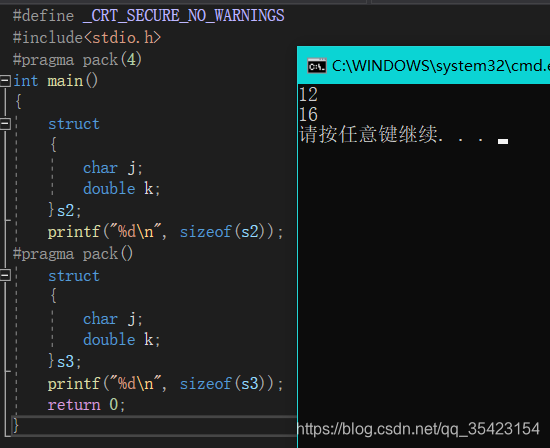 #define _CRT_SECURE_NO_WARNINGS
#include<stdio.h>
#pragma pack(4)
int main()
{
struct
{
char j;
double k;
}s2;
printf("%d\n", sizeof(s2));
#pragma pack()
struct
{
char j;
double k;
}s3;
printf("%d\n", sizeof(s3));
return 0;
}
C:\WINDOWS\system32\cmd.e
12
16
请按任意键继续. . .
https://blog.csdn.net/qq_35423154